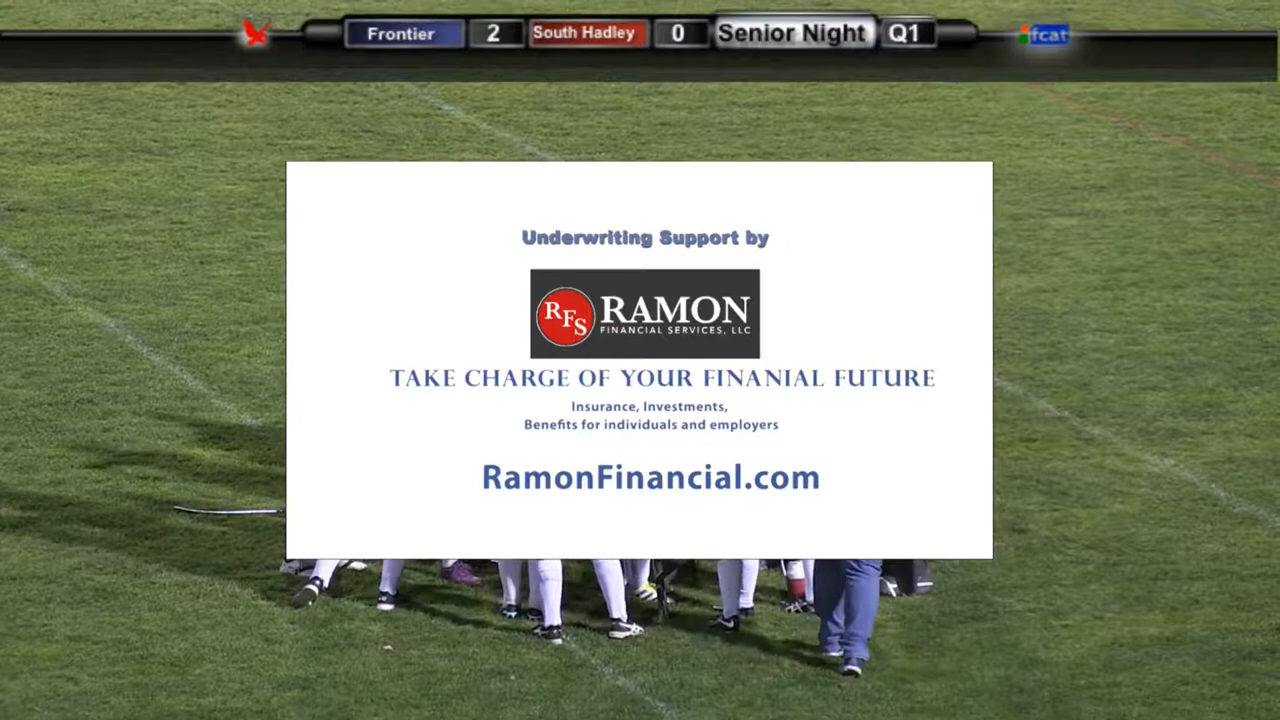 Frontier 2 South Hadley 0 Senior Night Q1 fcat
Underwriting Support by
RFS RAMON
FINANCIAL SERVICES, LLC
TAKE CHARGE OF YOUR FINANIAL FUTURE
Insurance, Investments,
Benefits for individuals and employers
RamonFinancial.com